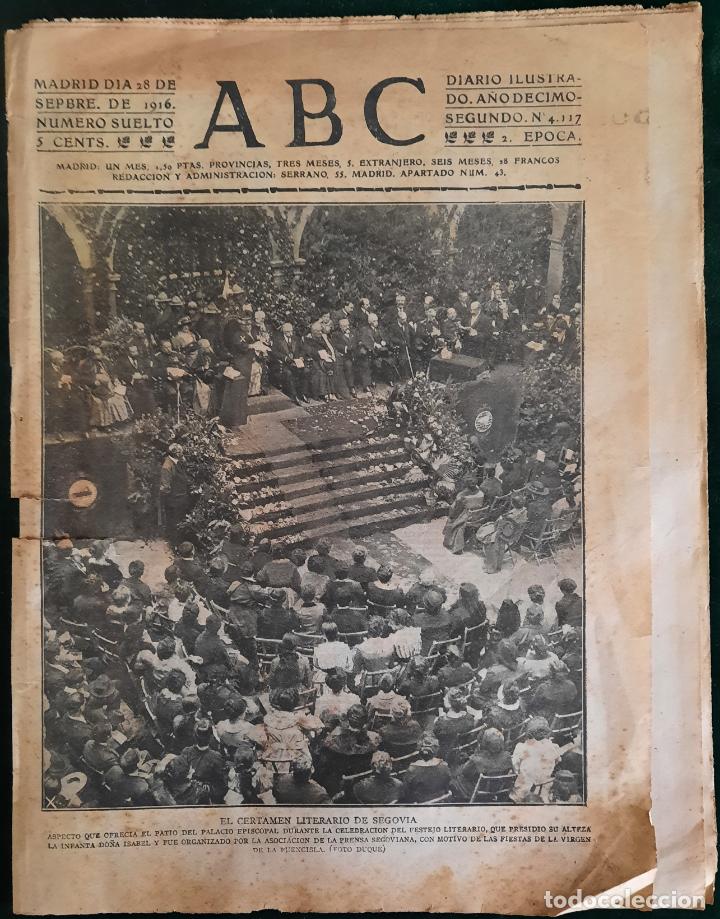 MADRID DIA 28 DE
SEPBRE. DE 1916.
NUMERO SUELTO
5 CENTS.
ABC
DIARIO ILUSTRA-
DO. AÑO DECIMO-
SEGUNDO. N.º 4.117
2.ª EPOCA.
MADRID: UN MES, 1,50 PTAS. PROVINCIAS, TRES MESES, 5. EXTRANJERO, SEIS MESES, 28 FRANCOS
REDACCION Y ADMINISTRACION: SERRANO, 55, MADRID. APARTADO NUM. 43.
EL CERTAMEN LITERARIO DE SEGOVIA
ASPECTO QUE OFRECIA EL PATIO DEL PALACIO EPISCOPAL DURANTE LA CELEBRACION DEL FESTEJO LITERARIO, QUE PRESIDIO SU ALTEZA
LA INFANTA DOÑA ISABEL Y FUE ORGANIZADO POR LA ASOCIACION DE LA PRENSA SEGOVIANA, CON MOTIVO DE LAS FIESTAS DE LA VIRGEN
DE LA FUENCISLA. (FOTO DUQUE)
todocoleccion
todocoleccion.net